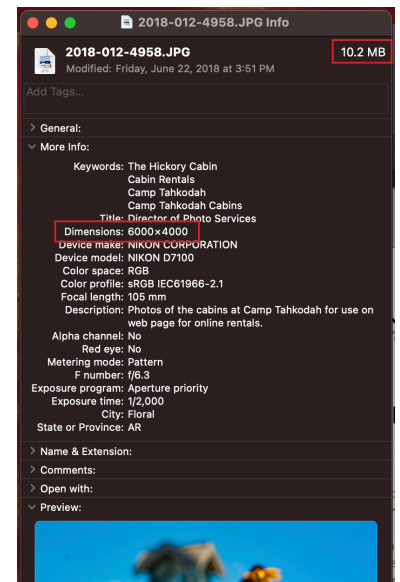 2018-012-4958.JPG Info
2018-012-4958.JPG
10.2 MB
Modified: Friday, June 22, 2018 at 3:51 PM
Add Tags...
General:
More Info:
Keywords: The Hickory Cabin
Cabin Rentals
Camp Tahkodah
Camp Tahkodah Cabins
Title: Director of Photo Services
Dimensions: 6000×4000
Device make: NIKON CORPORATION
Device model: NIKON D7100
Color space: RGB
Color profile: sRGB IEC61966-2.1
Focal length: 105 mm
Description: Photos of the cabins at Camp Tahkodah for use on
web page for online rentals.
Alpha channel: No
Red eye: No
Metering mode: Pattern
F number: f/6.3
Exposure program: Aperture priority
Exposure time: 1/2,000
City: Floral
State or Province: AR
Name & Extension:
Comments:
Open with:
Preview: